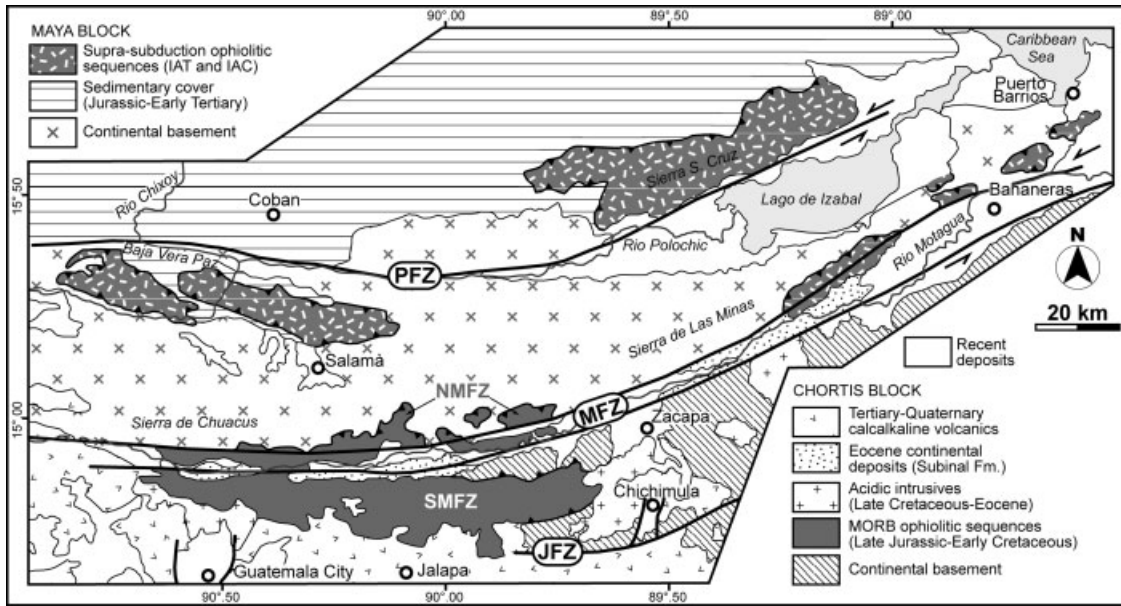 90°.00
89°.50
89°.00
MAYA BLOCK
Supra-subduction ophiolitic
sequences (IAT and IAC)
Sedimentary cover
(Jurassic-Early Tertiary)
Continental basement
Caribbean
Sea
Puerto
Barrios
Sierra S. Cruz
Rio Chixoy
15°.50
Coban
Lago de Izabal
Bananeras
Rio Polochic
Baja Vera Paz
PFZ
Rio Motagua
N
20 km
Sierra de Las Minas
Salamà
Recent
deposits
NMFZ
MFZ
Zacapa
15°.00
Sierra de Chuacus
CHORTIS BLOCK
Tertiary-Quaternary
calcalkaline volcanics
Eocene continental
deposits (Subinal Fm.)
Acidic intrusives
(Late Cretaceous-Eocene)
MORB ophiolitic sequences
(Late Jurassic-Early Cretaceous)
Continental basement
SMFZ
Chichimula
JFZ
Guatemala City
Jalapa
90°.50
90°.00
89°.50